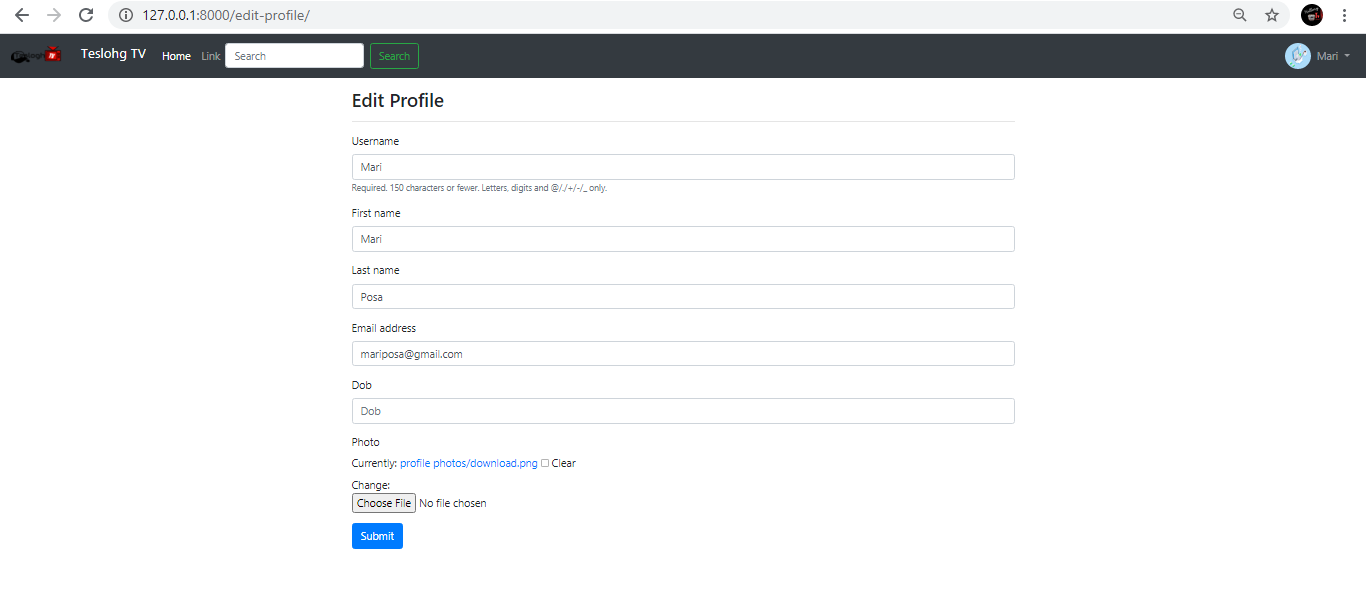 127.0.0.1:8000/edit-profile/
Teslohg TV Home Link Search Search Mari
Edit Profile
Username
Mari
Required. 150 characters or fewer. Letters, digits and @/./+/-/_ only.
First name
Mari
Last name
Posa
Email address
mariposa@gmail.com
Dob
Dob
Photo
Currently: profile photos/download.png Clear
Change:
Choose File No file chosen
Submit